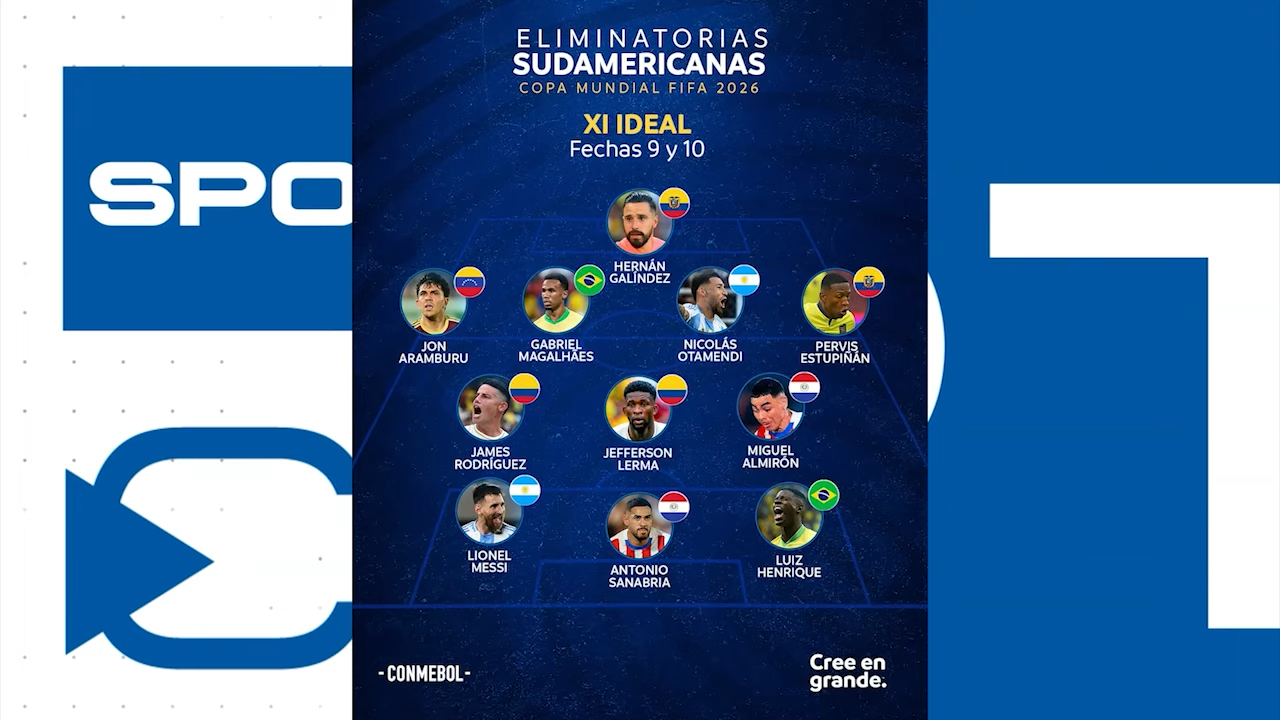 ELIMINATORIAS
SUDAMERICANAS
COPA MUNDIAL FIFA 2026
XI IDEAL
Fechas 9 y 10
SPO
HERNÁN
GALÍNDEZ
JON
ARAMBURU
GABRIEL
MAGALHÃES
NICOLÁS
OTAMENDI
PERVIS
ESTUPIÑÁN
JAMES
RODRÍGUEZ
JEFFERSON
LERMA
MIGUEL
ALMIRÓN
LIONEL
MESSI
ANTONIO
SANABRIA
LUIZ
HENRIQUE
-CONMEBOL-
Cree en
grande.